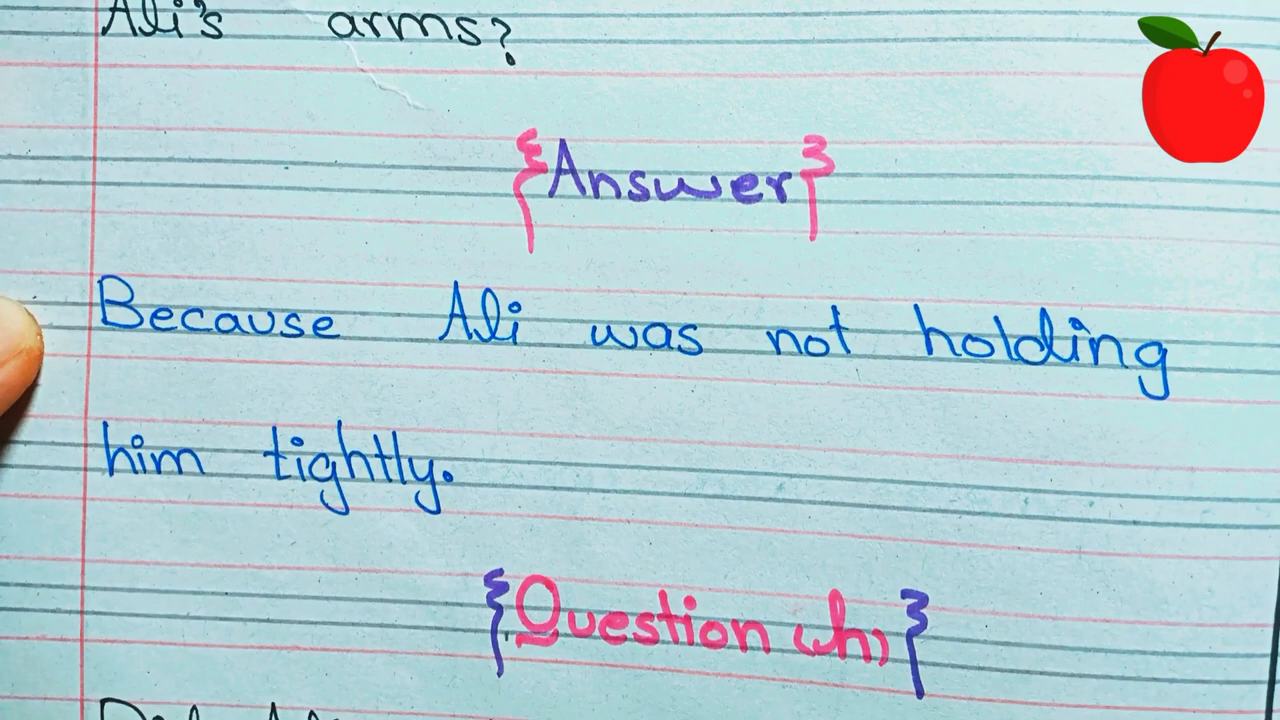 Ali's arms?
{Answer}
Because Ali was not holding
him tightly.
{Question (h)}